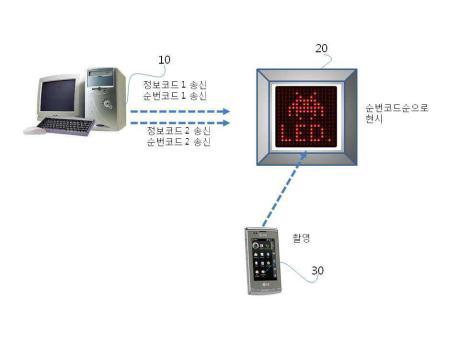 10
정보코드1 송신
순번코드1 송신
정보코드2 송신
순번코드2 송신
20
L.E.D.
순번코드순으로
현시
촬영
30